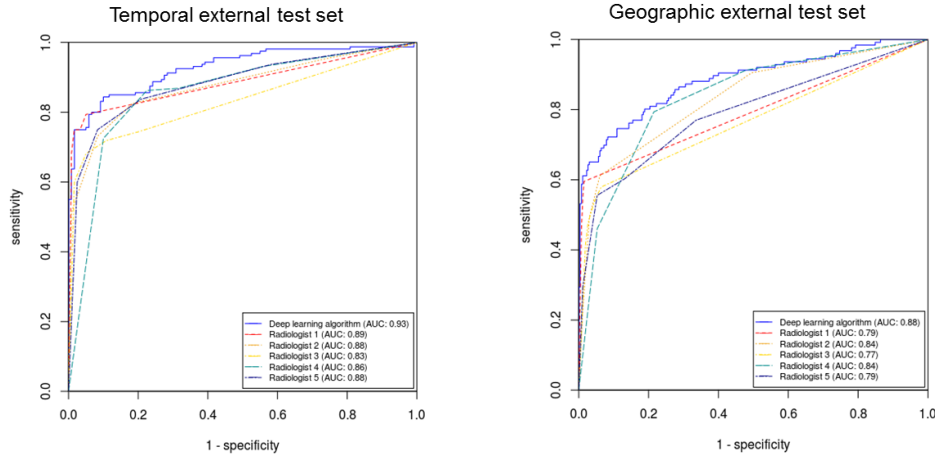 Temporal external test set
1.0
0.8
0.6
0.4
0.2
0.0
sensitivity
Deep learning algorithm (AUC: 0.93)
Radiologist 1 (AUC: 0.89)
Radiologist 2 (AUC: 0.88)
Radiologist 3 (AUC: 0.83)
Radiologist 4 (AUC: 0.86)
Radiologist 5 (AUC: 0.88)
0.0 0.2 0.4 0.6 0.8 1.0
1 - specificity
Geographic external test set
1.0
0.8
0.6
0.4
0.2
0.0
sensitivity
Deep learning algorithm (AUC: 0.88)
Radiologist 1 (AUC: 0.79)
Radiologist 2 (AUC: 0.84)
Radiologist 3 (AUC: 0.77)
Radiologist 4 (AUC: 0.84)
Radiologist 5 (AUC: 0.79)
0.0 0.2 0.4 0.6 0.8 1.0
1 - specificity